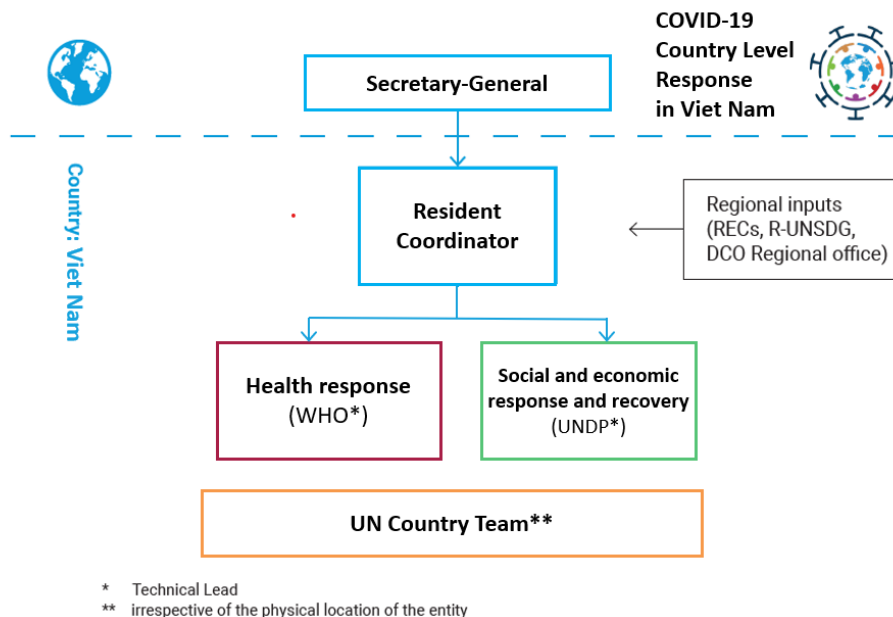 COVID-19
Country Level
Response
in Viet Nam
Secretary-General
Country: Viet Nam
Resident
Coordinator
Regional inputs
(RECs, R-UNSDG,
DCO Regional office)
Health response
(WHO*)
Social and economic
response and recovery
(UNDP*)
UN Country Team**
* Technical Lead
** irrespective of the physical location of the entity